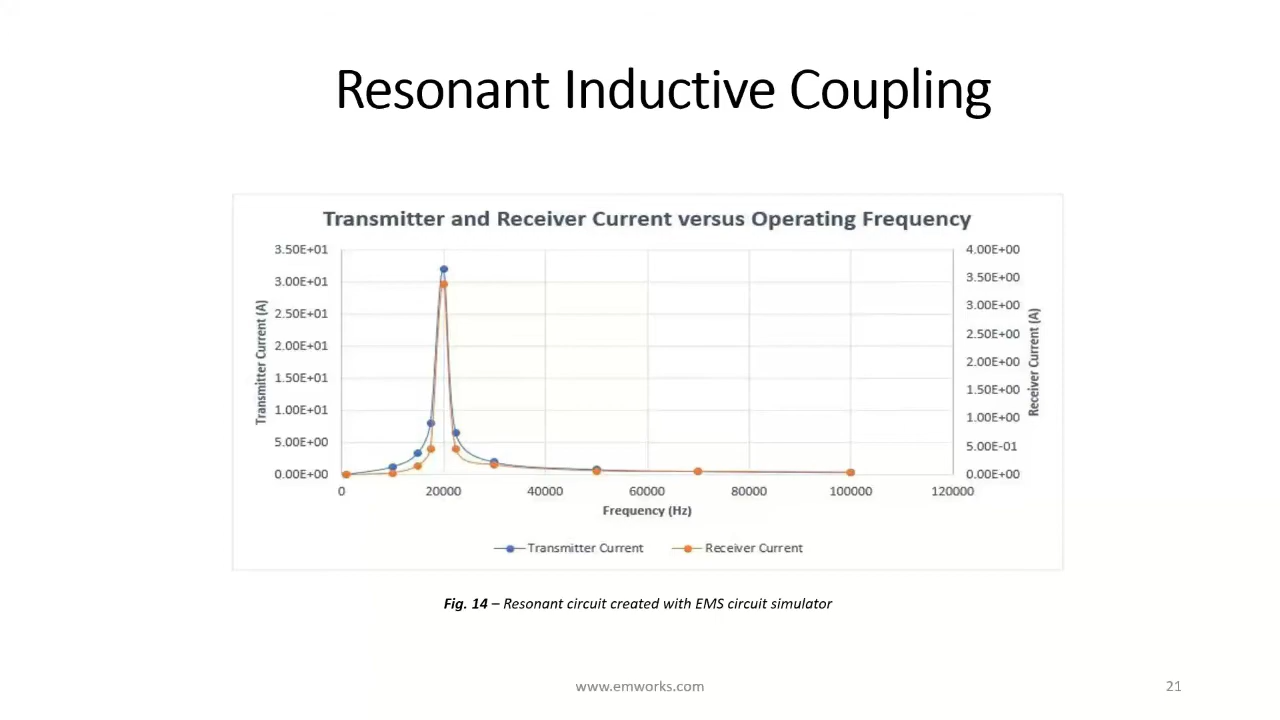 Resonant Inductive Coupling
Transmitter and Receiver Current versus Operating Frequency
3.50E+01
3.00E+01
2.50E+01
2.00E+01
1.50E+01
1.00E+01
5.00E+00
0.00E+00
Transmitter Current (A)
4.00E+00
3.50E+00
3.00E+00
2.50E+00
2.00E+00
1.50E+00
1.00E+00
5.00E-01
0.00E+00
Receiver Current (A)
0 20000 40000 60000 80000 100000 120000
Frequency (Hz)
Transmitter Current Receiver Current
Fig. 14 – Resonant circuit created with EMS circuit simulator
www.emworks.com 21